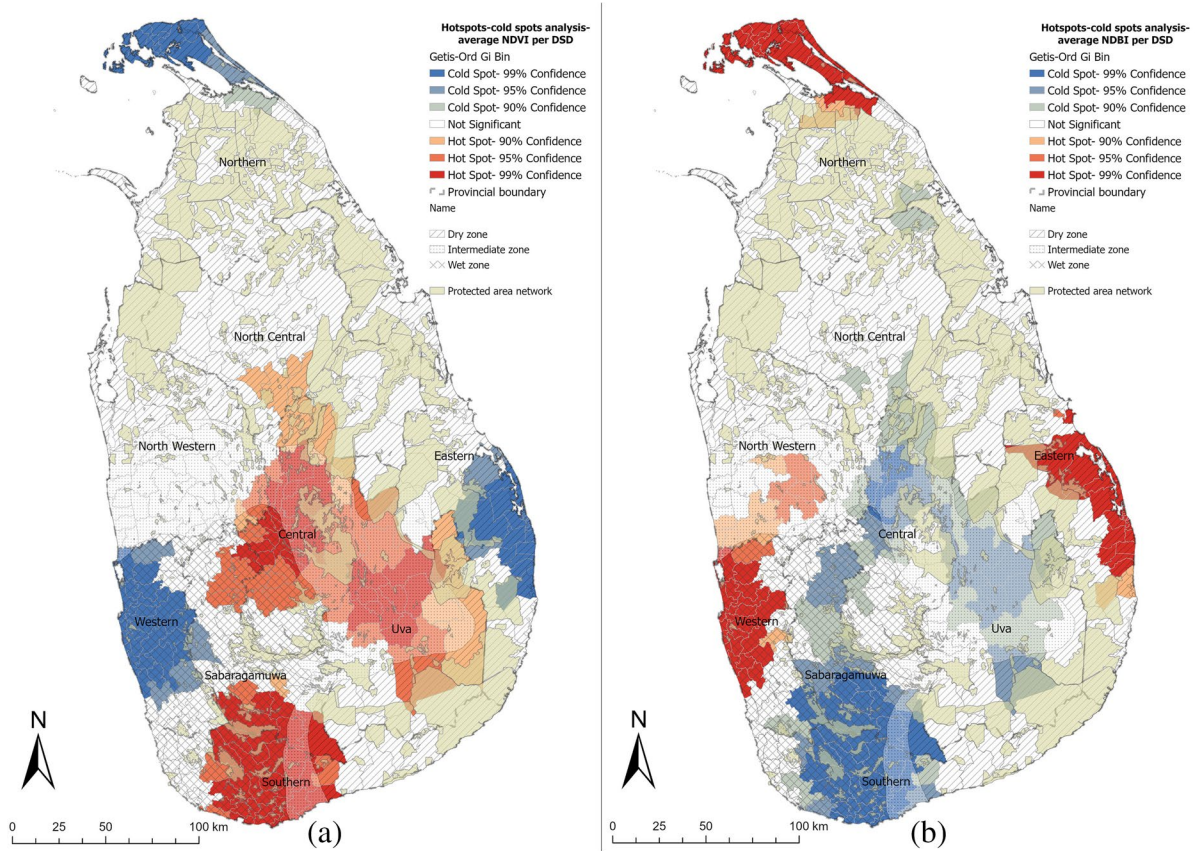 Hotspots-cold spots analysis-
average NDVI per DSD
Getis-Ord Gi Bin
Cold Spot- 99% Confidence
Cold Spot- 95% Confidence
Cold Spot- 90% Confidence
Not Significant
Hot Spot- 90% Confidence
Hot Spot- 95% Confidence
Hot Spot- 99% Confidence
Provincial boundary
Name
Dry zone
Intermediate zone
Wet zone
Protected area network
Northern
North Central
North Western
Eastern
Central
Western
Uva
Sabaragamuwa
Southern
N
0 25 50 100 km
(a)
Hotspots-cold spots analysis-
average NDBI per DSD
Getis-Ord Gi Bin
Cold Spot- 99% Confidence
Cold Spot- 95% Confidence
Cold Spot- 90% Confidence
Not Significant
Hot Spot- 90% Confidence
Hot Spot- 95% Confidence
Hot Spot- 99% Confidence
Provincial boundary
Name
Dry zone
Intermediate zone
Wet zone
Protected area network
Northern
North Central
North Western
Eastern
Central
Western
Uva
Sabaragamuwa
Southern
N
0 25 50 100 km
(b)